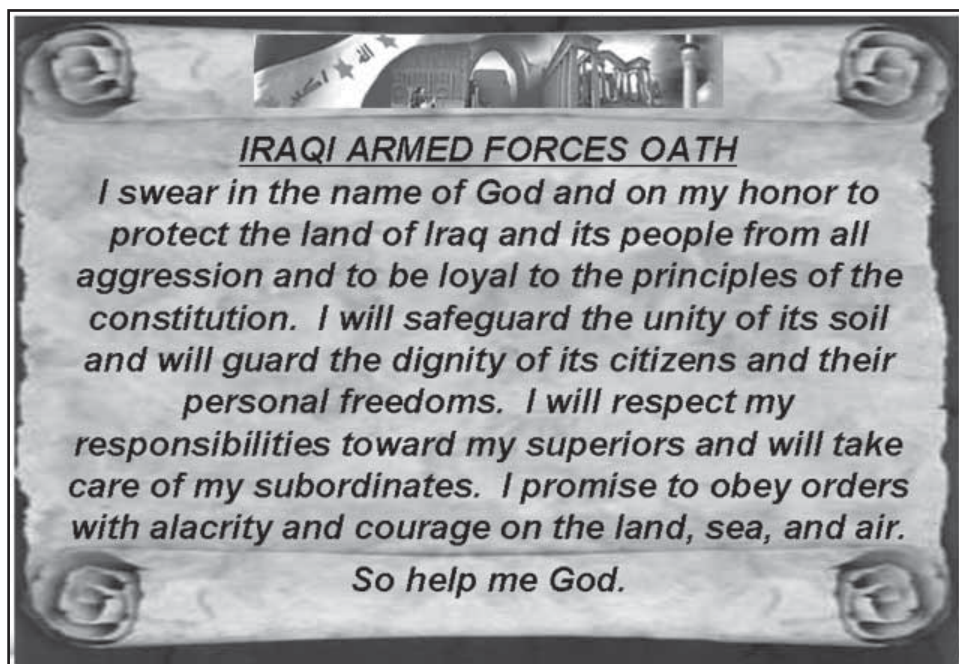 الله
IRAQI ARMED FORCES OATH
I swear in the name of God and on my honor to
protect the land of Iraq and its people from all
aggression and to be loyal to the principles of the
constitution.  I will safeguard the unity of its soil
and will guard the dignity of its citizens and their
personal freedoms.  I will respect my
responsibilities toward my superiors and will take
care of my subordinates.  I promise to obey orders
with alacrity and courage on the land, sea, and air.
So help me God.